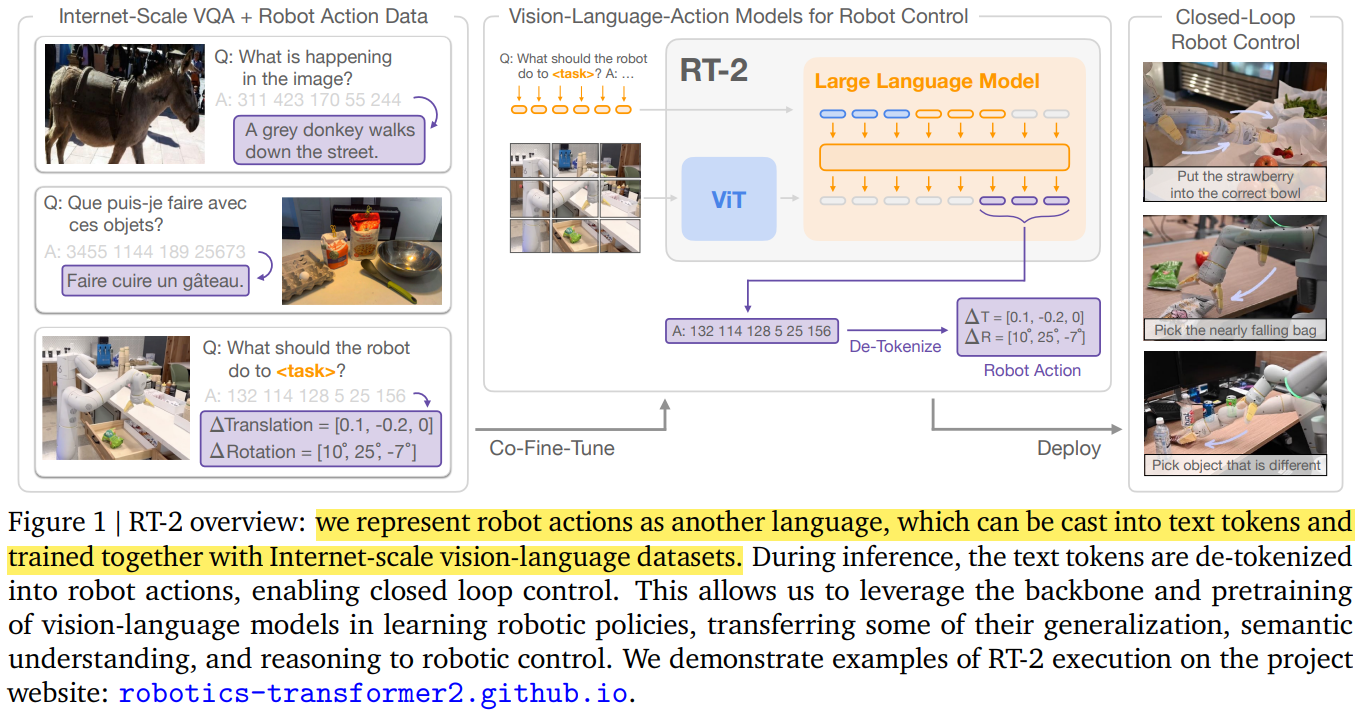 Internet-Scale VQA + Robot Action Data
Q: What is happening
in the image?
A: 311 423 170 55 244
A grey donkey walks
down the street.
Q: Que puis-je faire avec
ces objets?
A: 3455 1144 189 25673
Faire cuire un gâteau.
Q: What should the robot
do to <task>?
A: 132 114 128 5 25 156
ΔTranslation = [0.1, -0.2, 0]
ΔRotation = [10°, 25°, -7°]
Co-Fine-Tune
Vision-Language-Action Models for Robot Control
Q: What should the robot
do to <task>? A: ...
RT-2
Large Language Model
ViT
A: 132 114 128 5 25 156
De-Tokenize
ΔT = [0.1, -0.2, 0]
ΔR = [10°, 25°, -7°]
Robot Action
Deploy
Closed-Loop
Robot Control
Put the strawberry
into the correct bowl
Pick the nearly falling bag
Pick object that is different
Figure 1 | RT-2 overview: we represent robot actions as another language, which can be cast into text tokens and
trained together with Internet-scale vision-language datasets. During inference, the text tokens are de-tokenized
into robot actions, enabling closed loop control. This allows us to leverage the backbone and pretraining
of vision-language models in learning robotic policies, transferring some of their generalization, semantic
understanding, and reasoning to robotic control. We demonstrate examples of RT-2 execution on the project
website: robotics-transformer2.github.io.